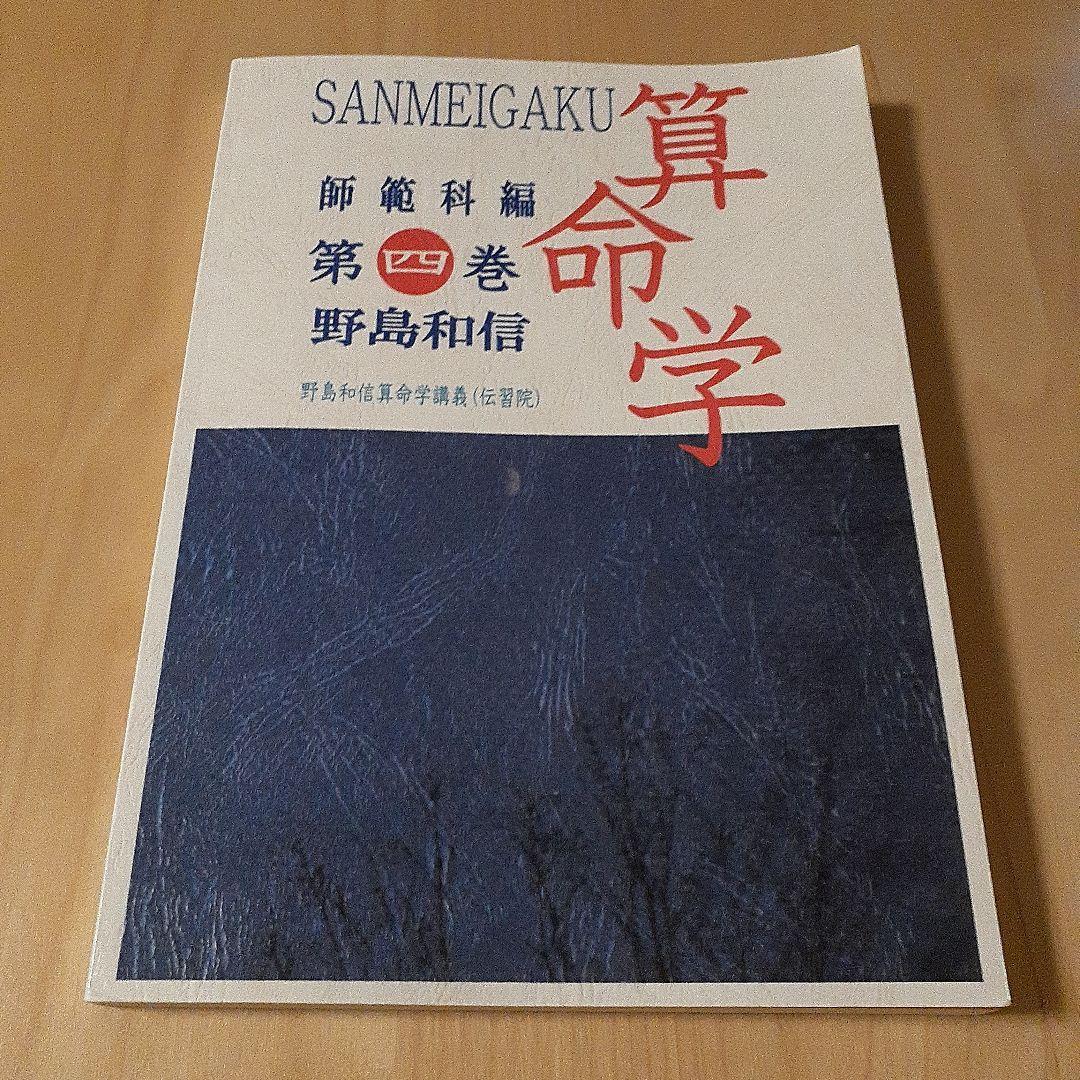 SANMEIGAKU
算命学
師範科編
第四巻
野島和信
野島和信算命学講義(伝習院)